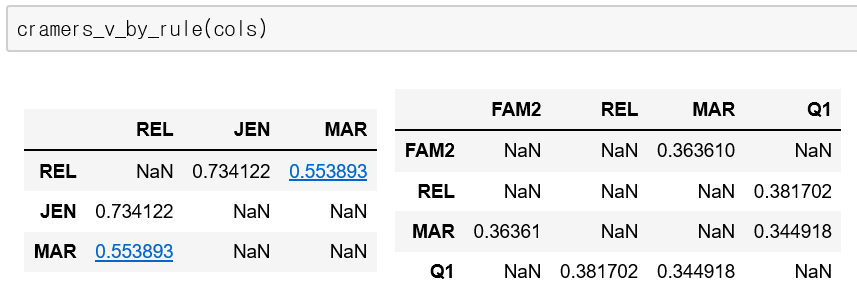 cramers_v_by_rule(cols)
REL JEN MAR
REL NaN 0.734122 0.553893
JEN 0.734122 NaN NaN
MAR 0.553893 NaN NaN
FAM2 REL MAR Q1
FAM2 NaN NaN 0.363610 NaN
REL NaN NaN NaN 0.381702
MAR 0.36361 NaN NaN 0.344918
Q1 NaN 0.381702 0.344918 NaN